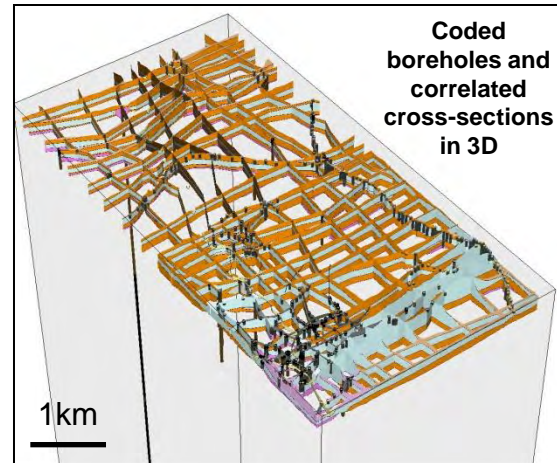 Coded
boreholes and
correlated
cross-sections
in 3D
1km